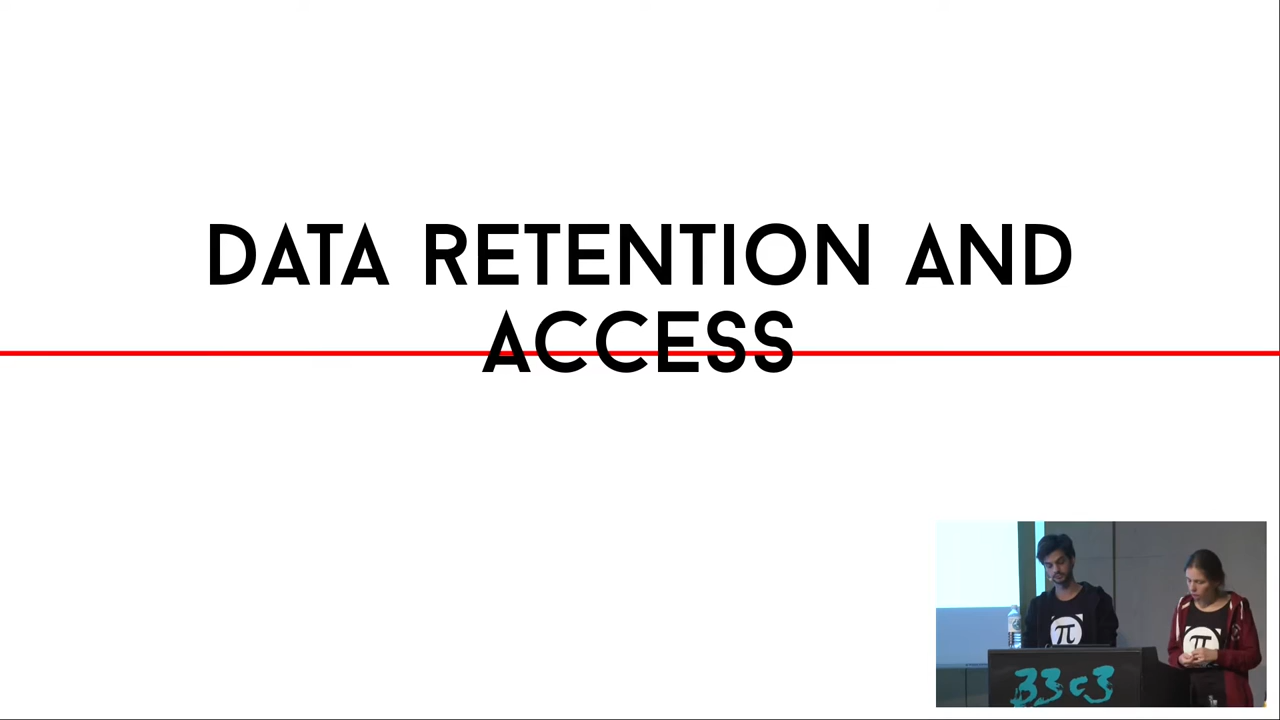 DATA RETENTION AND
ACCESS
π
π
33c3